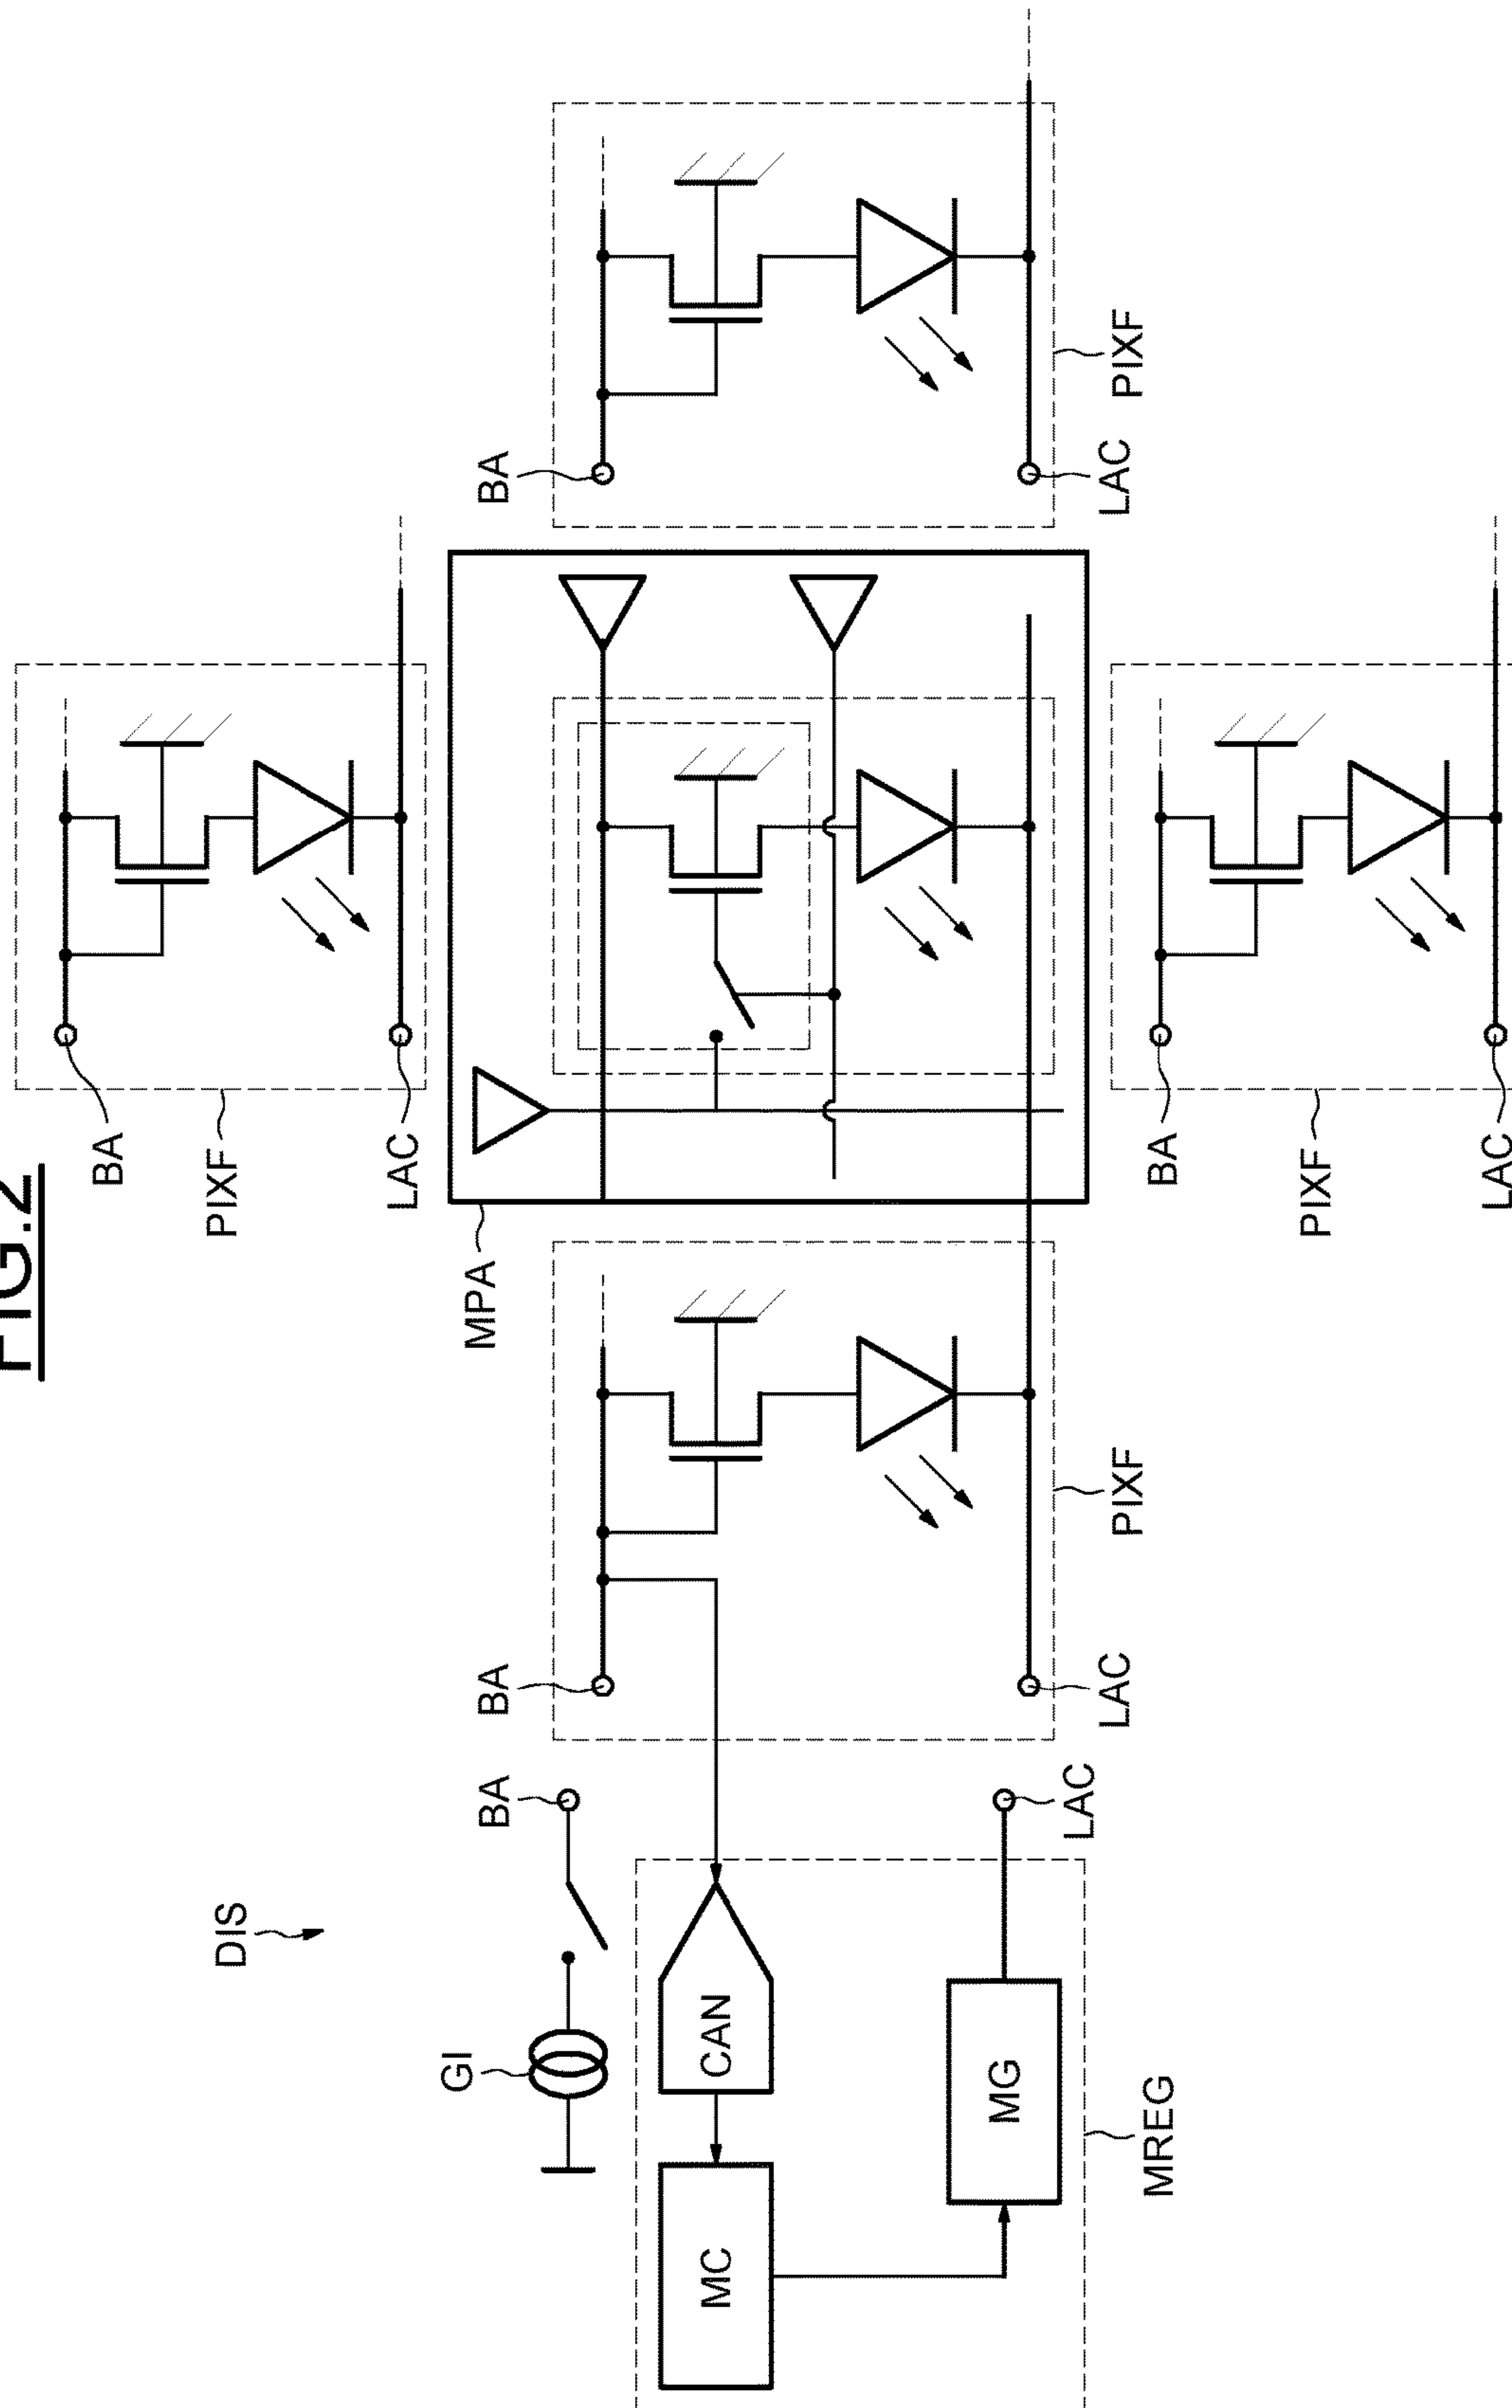 FIG.2
BA
PIXF
LAC
BA
PIXF
LAC
MPA
BA
PIXF
LAC
BA
PIXF
LAC
DIS
BA
LAC
GI
CAN
MC
MG
MREG